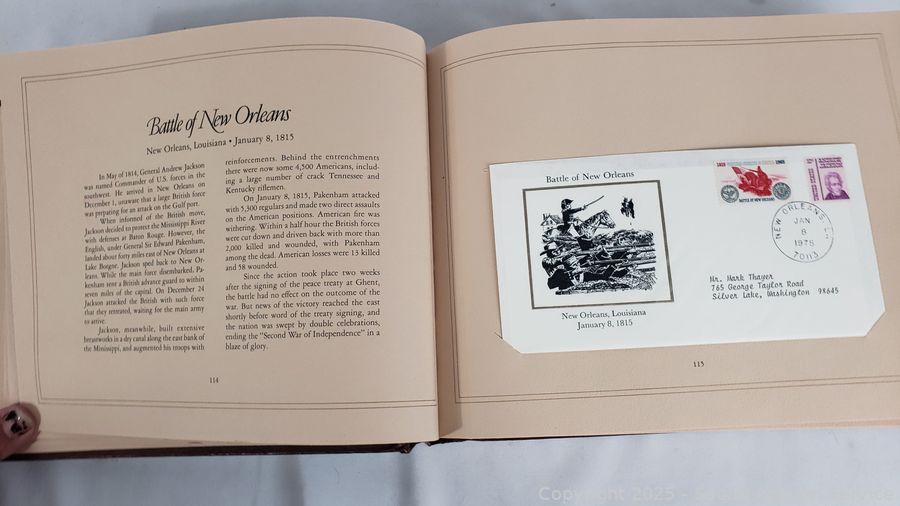 Battle of New Orleans
New Orleans, Louisiana • January 8, 1815
In May of 1814, General Andrew Jackson
was named Commander of U.S. forces in the
southwest. He arrived in New Orleans on
December 1, unaware that a large British force
was preparing for an attack on the Gulf port.
When informed of the British move,
Jackson decided to protect the Mississippi River
with defenses at Baton Rouge. However, the
English, under General Sir Edward Pakenham,
landed about forty miles east of New Orleans at
Lake Borgne. Jackson sped back to New Or-
leans. While the main force disembarked, Pa-
kenham sent a British advance guard to within
seven miles of the capital. On December 24
Jackson attacked the British with such force
that they retreated, waiting for the main army
to arrive.
Jackson, meanwhile, built extensive
breastworks in a dry canal along the east bank of
the Mississippi, and augmented his troops with
reinforcements. Behind the entrenchments
there were now some 4,500 Americans, includ-
ing a large number of crack Tennessee and
Kentucky riflemen.
On January 8, 1815, Pakenham attacked
with 5,300 regulars and made two direct assaults
on the American positions. American fire was
withering. Within a half hour the British forces
were cut down and driven back with more than
2,000 killed and wounded, with Pakenham
among the dead. American losses were 13 killed
and 58 wounded.
Since the action took place two weeks
after the signing of the peace treaty at Ghent,
the battle had no effect on the outcome of the
war. But news of the victory reached the east
shortly before word of the treaty signing, and
the nation was swept by double celebrations,
ending the "Second War of Independence" in a
blaze of glory.
114
Battle of New Orleans
New Orleans, Louisiana
January 8, 1815
1815
1965
BATTLE OF NEW ORLEANS
NEW ORLEANS
JAN
8
1978
70113
Mr. Mark Thayer
765 George Taylor Road
Silver Lake, Washington 98645
115
Copyright 2025 -